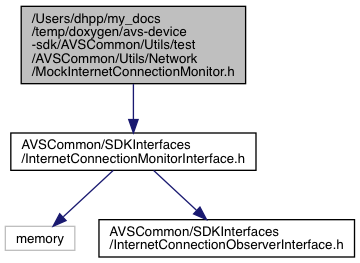 /Users/dhpp/my_docs
/temp/doxygen/avs-device
-sdk/AVSCommon/Utils/test
/AVSCommon/Utils/Network
/MockInternetConnectionMonitor.h
AVSCommon/SDKInterfaces
/InternetConnectionMonitorInterface.h
memory
AVSCommon/SDKInterfaces
/InternetConnectionObserverInterface.h